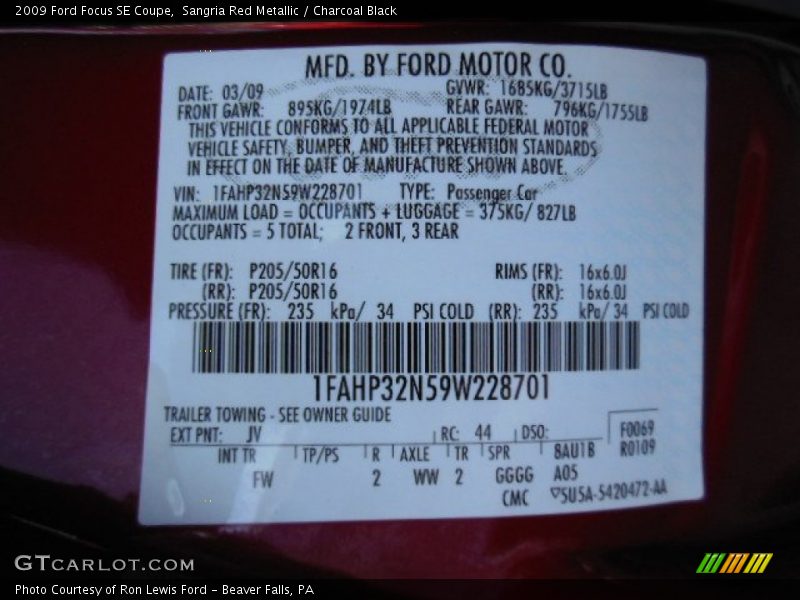 2009 Ford Focus SE Coupe,  Sangria Red Metallic / Charcoal Black
MFD. BY FORD MOTOR CO.
DATE: 03/09 GVWR: 1685KG/3715LB
FRONT GAWR: 895KG/1974LB REAR GAWR: 796KG/1755LB
THIS VEHICLE CONFORMS TO ALL APPLICABLE FEDERAL MOTOR
VEHICLE SAFETY, BUMPER, AND THEFT PREVENTION STANDARDS
IN EFFECT ON THE DATE OF MANUFACTURE SHOWN ABOVE.
VIN: 1FAHP32N59W228701 TYPE: Passenger Car
MAXIMUM LOAD = OCCUPANTS + LUGGAGE = 375KG/ 827LB
OCCUPANTS = 5 TOTAL; 2 FRONT, 3 REAR
TIRE (FR): P205/50R16 RIMS (FR): 16x6.0J
(RR): P205/50R16 (RR): 16x6.0J
PRESSURE (FR): 235 kPa/ 34 PSI COLD (RR): 235 kPa/ 34 PSI COLD
1FAHP32N59W228701
TRAILER TOWING - SEE OWNER GUIDE
EXT PNT: JV RC: 44 DSO: F0069
INT TR TP/PS R AXLE TR SPR 8AU1B R0109
FW 2 WW 2 GGGG A05
CMC 5U5A-5420472-AA
GTCARLOT.COM
Photo Courtesy of Ron Lewis Ford – Beaver Falls, PA